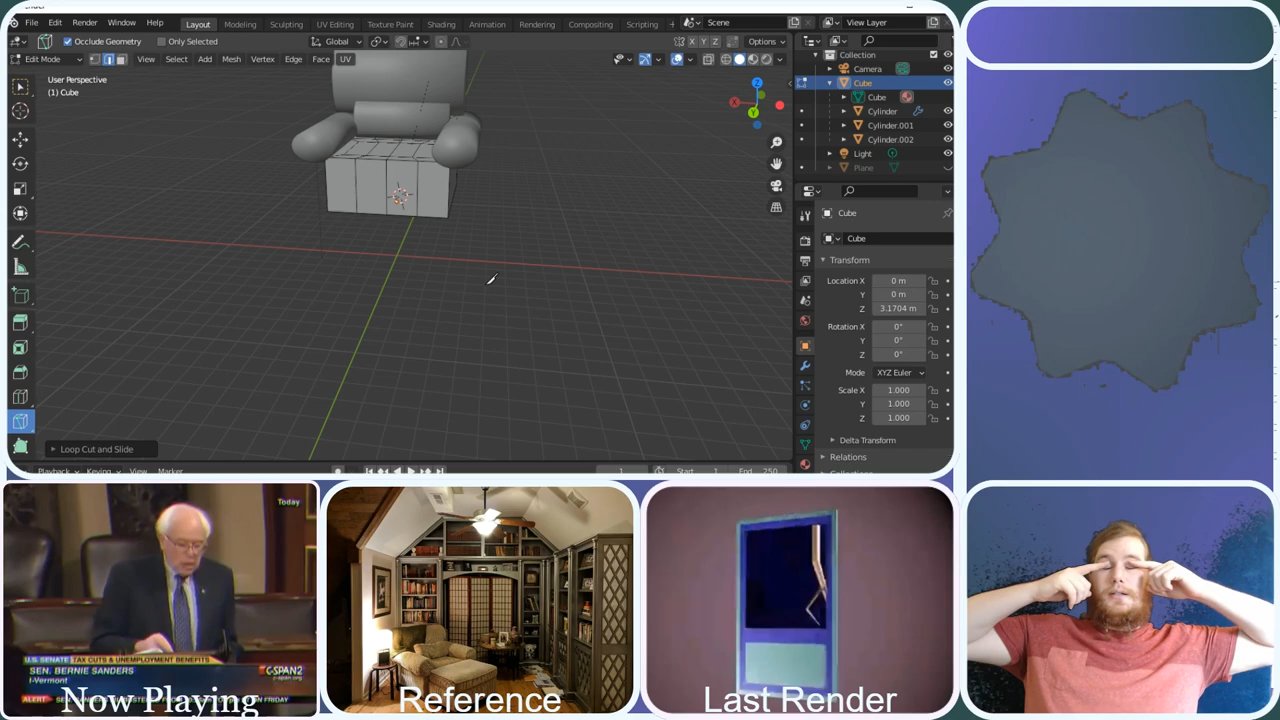 File Edit Render Window Help
Layout Modeling Sculpting UV Editing Texture Paint Shading Animation Rendering Compositing Scripting
Scene
View Layer
Occlude Geometry Only Selected
Global
X Y Z Options
Edit Mode View Select Add Mesh Vertex Edge Face UV
User Perspective
(1) Cube
X
Y
Z
Loop Cut and Slide
Playback Keying View Marker
1 Start 1 End 250
Collection
Camera
Cube
Cube
Cylinder
Cylinder.001
Cylinder.002
Light
Plane
Cube
Cube
Transform
Location X 0 m
Y 0 m
Z 3.1704 m
Rotation X 0°
Y 0°
Z 0°
Mode XYZ Euler
Scale X 1.000
Y 1.000
Z 1.000
Delta Transform
Relations
Today
U.S. SENATE TAX CUTS & UNEMPLOYMENT BENEFITS
SEN. BERNIE SANDERS
I-Vermont
C-SPAN2
c-span.org
ALERT
FRIDAY
Now Playing
Reference
Last Render